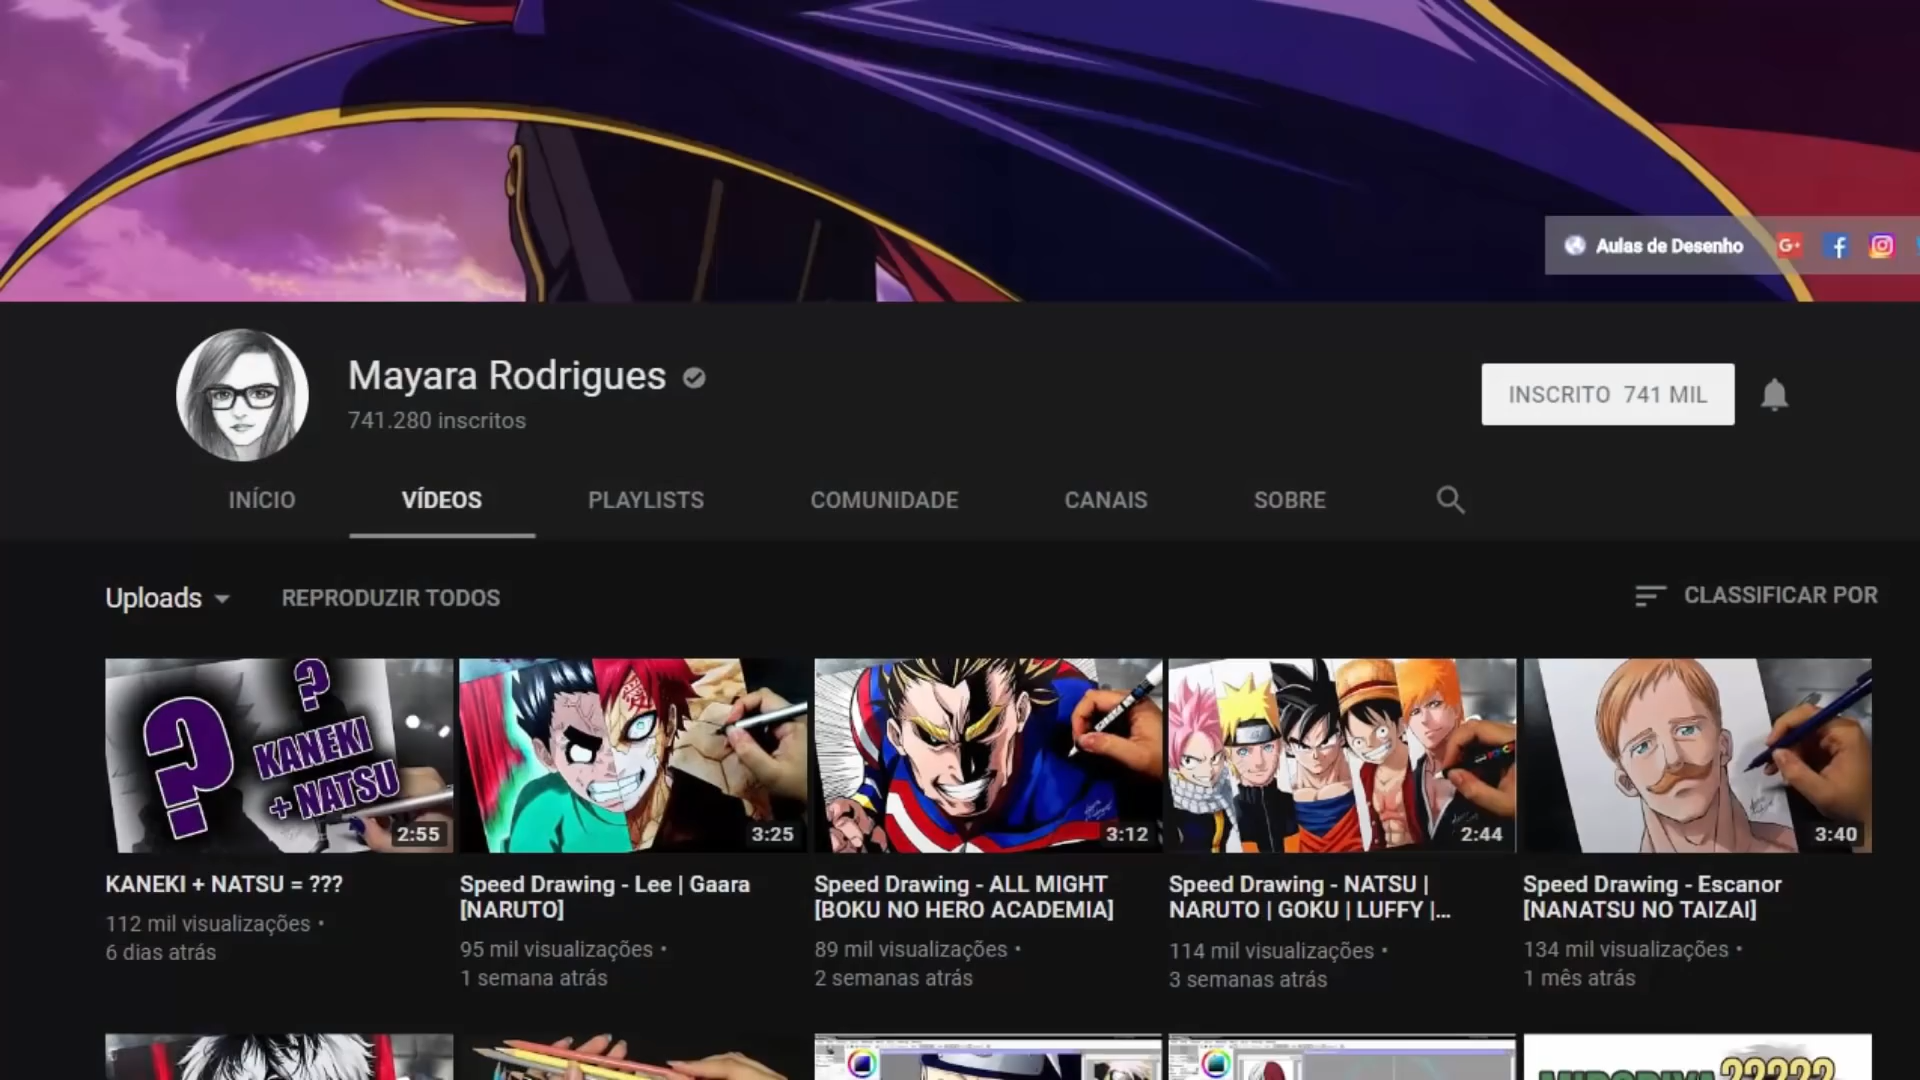 Aulas de Desenho
G+
Mayara Rodrigues
741.280 inscritos
INSCRITO 741 MIL
INÍCIO
VÍDEOS
PLAYLISTS
COMUNIDADE
CANAIS
SOBRE
Uploads
REPRODUZIR TODOS
CLASSIFICAR POR
?
?
KANEKI
+ NATSU
2:55
3:25
3:12
2:44
3:40
KANEKI + NATSU = ???
112 mil visualizações •
6 dias atrás
Speed Drawing - Lee | Gaara
[NARUTO]
95 mil visualizações •
1 semana atrás
Speed Drawing - ALL MIGHT
[BOKU NO HERO ACADEMIA]
89 mil visualizações •
2 semanas atrás
Speed Drawing - NATSU |
NARUTO | GOKU | LUFFY |...
114 mil visualizações •
3 semanas atrás
Speed Drawing - Escanor
[NANATSU NO TAIZAI]
134 mil visualizações •
1 mês atrás
?????